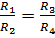 R₁/R₂ = R₃/R₄